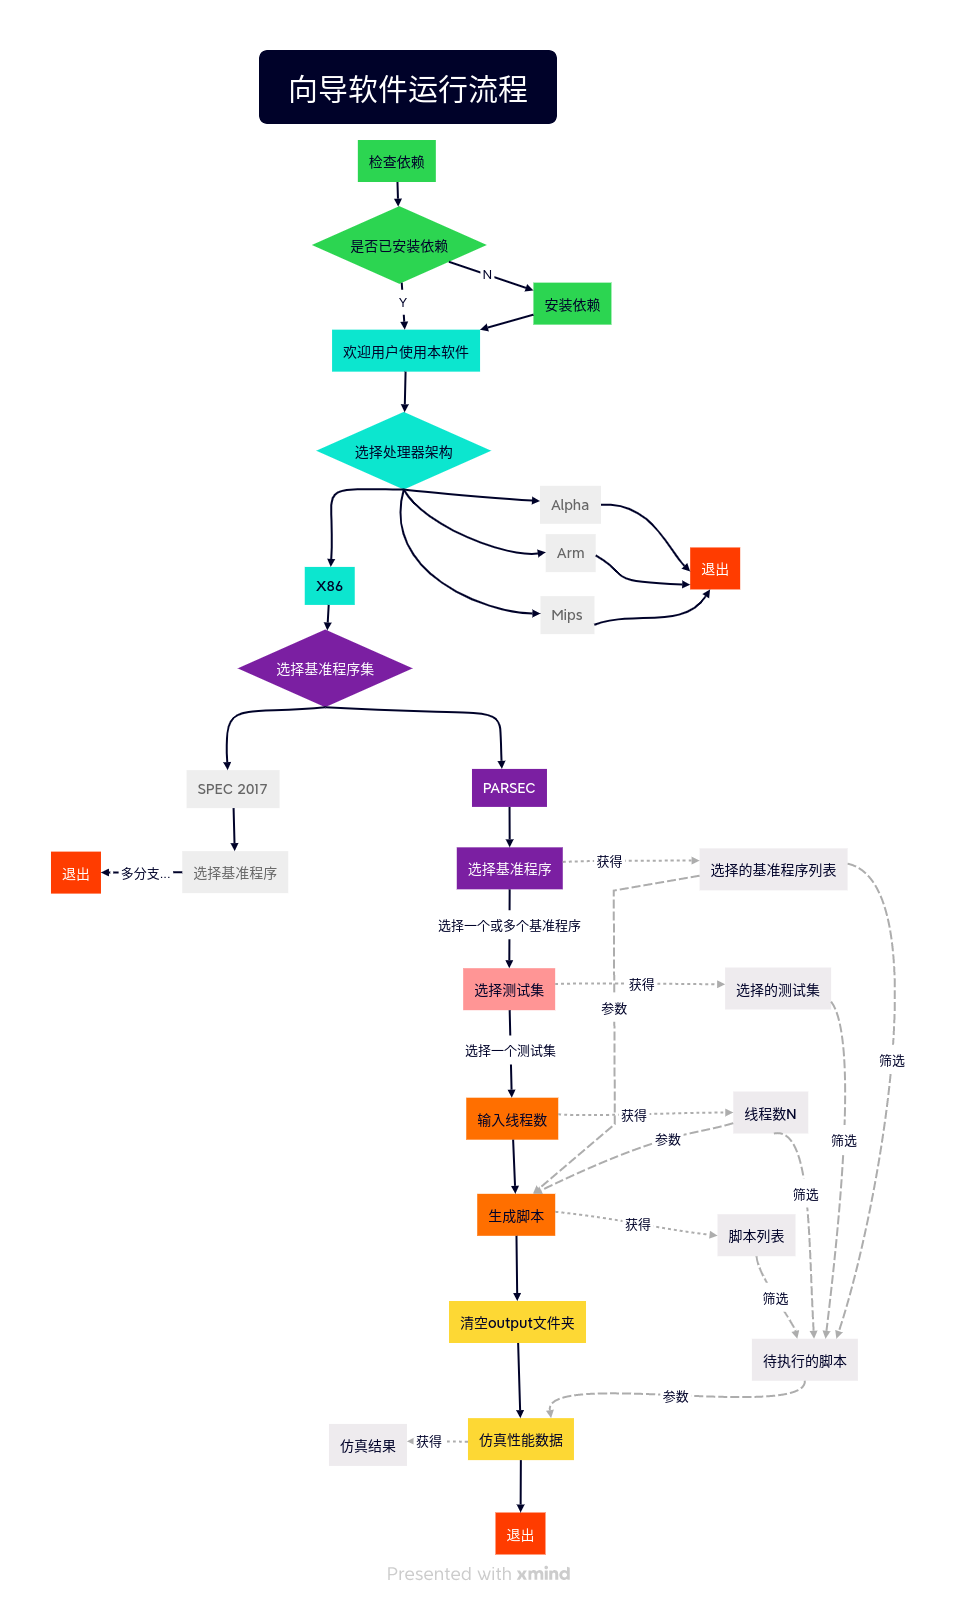 向导软件运行流程
检查依赖
是否已安装依赖
N
Y
安装依赖
欢迎用户使用本软件
选择处理器架构
Alpha
Arm
退出
X86
Mips
选择基准程序集
SPEC 2017
PARSEC
退出
多分支...
选择基准程序
选择基准程序
获得
选择的基准程序列表
选择一个或多个基准程序
选择测试集
获得
选择的测试集
参数
选择一个测试集
筛选
输入线程数
获得
线程数N
参数
筛选
筛选
生成脚本
获得
脚本列表
筛选
清空output文件夹
待执行的脚本
参数
仿真结果
获得
仿真性能数据
退出
Presented with xmind